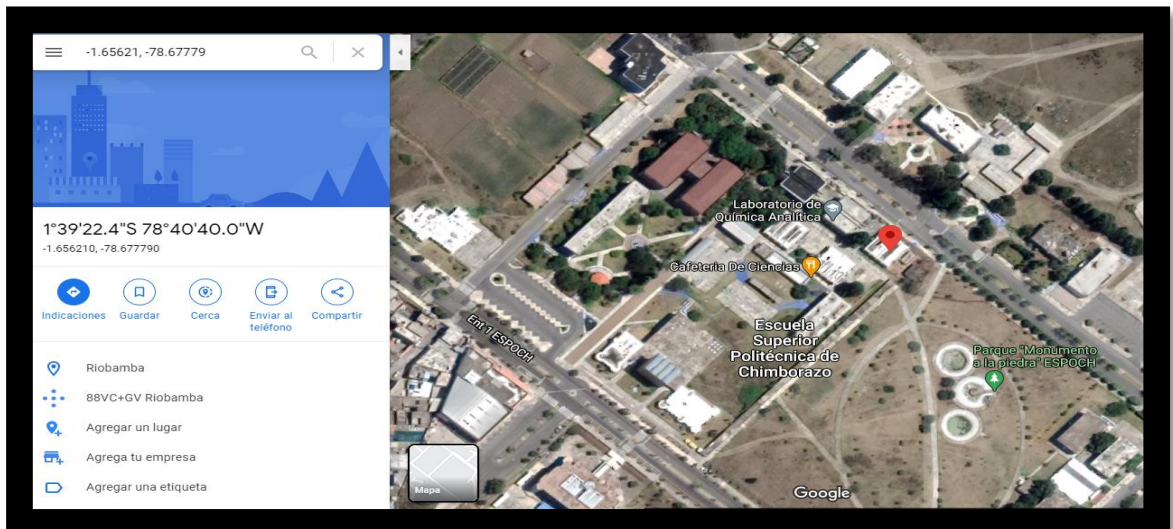 -1.65621, -78.67779
1°39'22.4"S 78°40'40.0"W
-1.656210, -78.677790
Indicaciones
Guardar
Cerca
Enviar al
teléfono
Compartir
Riobamba
88VC+GV Riobamba
Agregar un lugar
Agrega tu empresa
Agregar una etiqueta
Laboratorio de
Química Analítica
Cafeteria De Ciencias
Ent 1 ESPOCH
Escuela
Superior
Politécnica de
Chimborazo
Parque "Monumento
a la piedra" ESPOCH
Mapa
Google